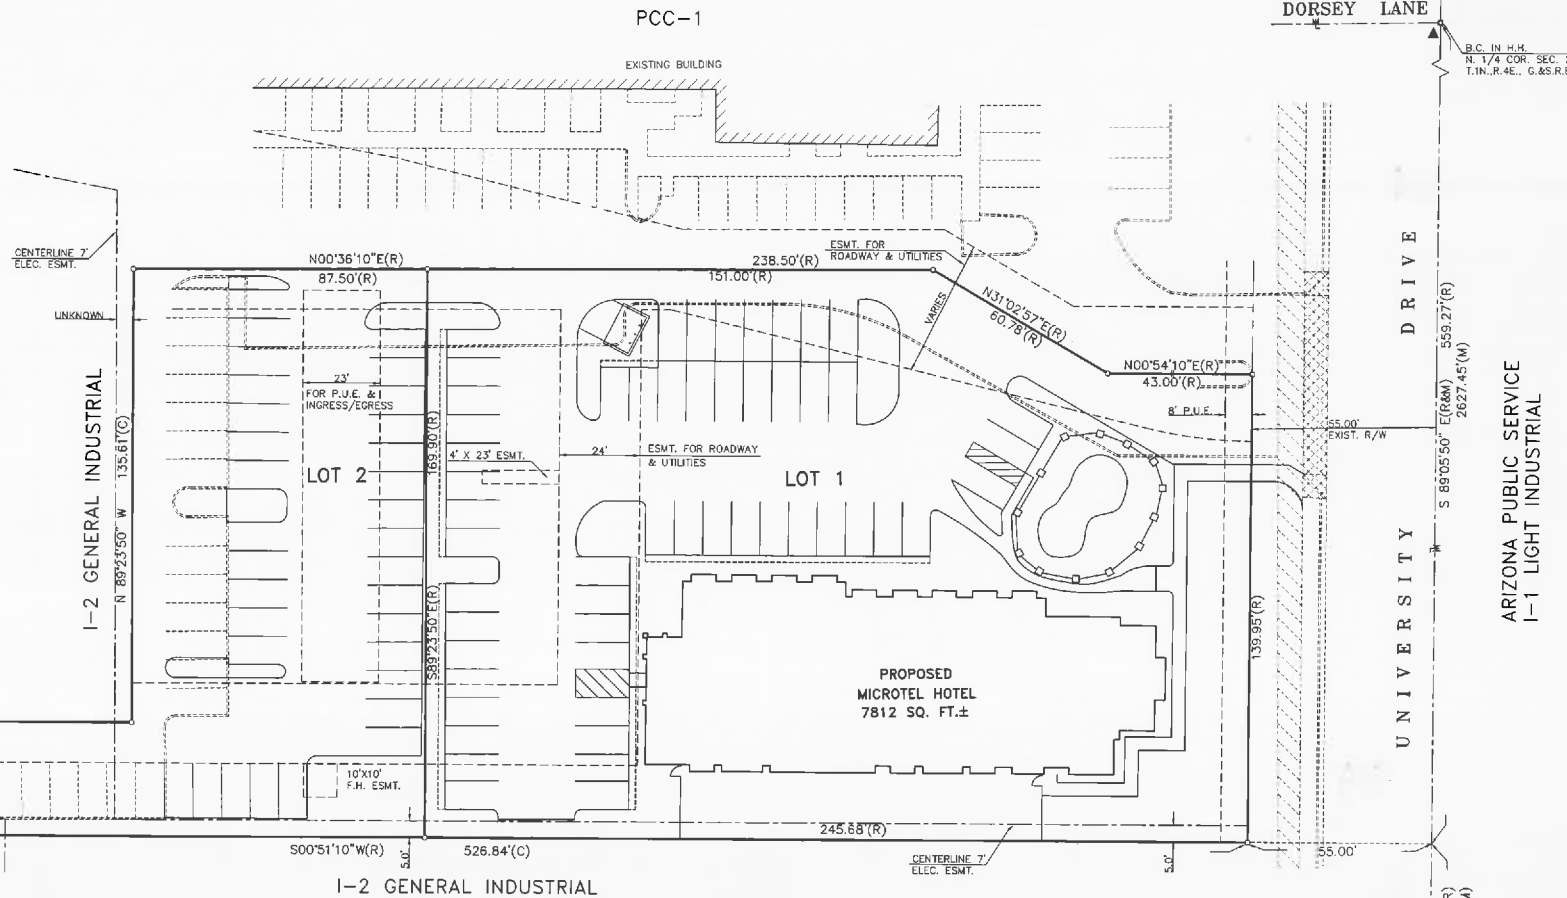 PCC-1
DORSEY LANE
B.C. IN H.H.
N. 1/4 COR. SEC.
T.1N.,R.4E., G.&S.R.
EXISTING BUILDING
CENTERLINE 7'
ELEC. ESMT.
N00°36'10"E(R)
87.50'(R)
238.50'(R)
151.00'(R)
ESMT. FOR
ROADWAY & UTILITIES
VARIES
N31°02'57"E(R)
60.78'(R)
N00°54'10"E(R)
43.00'(R)
8' P.U.E.
UNKNOWN
23'
FOR P.U.E. &
INGRESS/EGRESS
I-2 GENERAL INDUSTRIAL
N 89°23'50" W 135.61'(C)
LOT 2
169.90'(R)
S89°23'50"E(R)
4' X 23' ESMT.
24'
ESMT. FOR ROADWAY
& UTILITIES
LOT 1
55.00'
EXIST. R/W
UNIVERSITY DRIVE
S 89°05'50" E(R&M) 559.27'(R)
2627.45'(M)
ARIZONA PUBLIC SERVICE
I-1 LIGHT INDUSTRIAL
139.95'(R)
PROPOSED
MICROTEL HOTEL
7812 SQ. FT.±
10'X10'
F.H. ESMT.
245.68'(R)
S00°51'10"W(R)
526.84'(C)
5.0'
CENTERLINE 7'
ELEC. ESMT.
5.0'
55.00'
I-2 GENERAL INDUSTRIAL